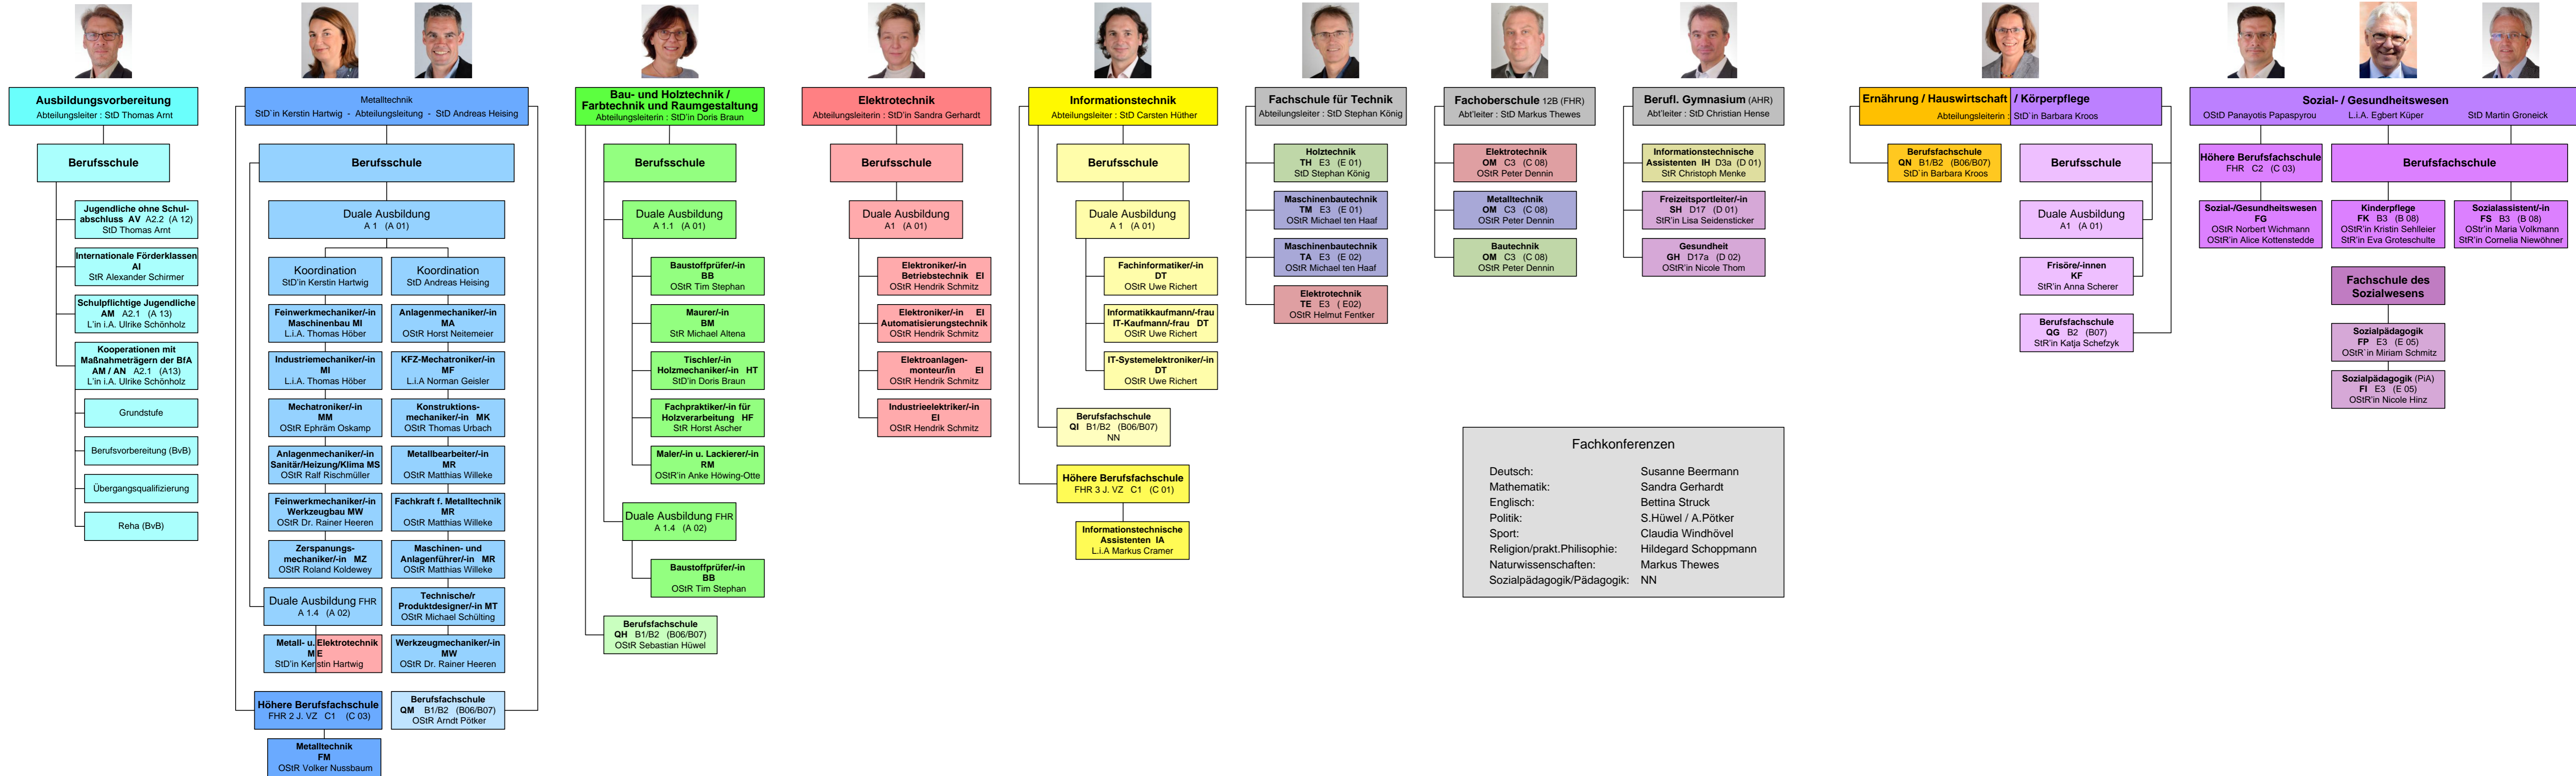 Ausbildungsvorbereitung
Abteilungsleiter : StD Thomas Arnt
Berufsschule
Jugendliche ohne Schul-
abschluss AV A2.2 (A 12)
StD Thomas Arnt
Internationale Förderklassen
AI
StR Alexander Schirmer
Schulpflichtige Jugendliche
AM A2.1 (A 13)
L'in i.A. Ulrike Schönholz
Kooperationen mit
Maßnahmeträgern der BfA
AM / AN A2.1 (A13)
L'in i.A. Ulrike Schönholz
Grundstufe
Berufsvorbereitung (BvB)
Übergangsqualifizierung
Reha (BvB)
Metalltechnik
StD`in Kerstin Hartwig - Abteilungsleitung - StD Andreas Heising
Berufsschule
Duale Ausbildung
A 1 (A 01)
Koordination
StD'in Kerstin Hartwig
Feinwerkmechaniker/-in
Maschinenbau MI
L.i.A. Thomas Höber
Industriemechaniker/-in
MI
L.i.A. Thomas Höber
Mechatroniker/-in
MM
OStR Ephräm Oskamp
Anlagenmechaniker/-in
Sanitär/Heizung/Klima MS
OStR Ralf Rischmüller
Feinwerkmechaniker/-in
Werkzeugbau MW
OStR Dr. Rainer Heeren
Zerspanungs-
mechaniker/-in MZ
OStR Roland Koldewey
Duale Ausbildung FHR
A 1.4 (A 02)
Metall- u. Elektrotechnik
ME
StD'in Kerstin Hartwig
Höhere Berufsfachschule
FHR 2 J. VZ C1 (C 03)
Metalltechnik
FM
OStR Volker Nussbaum
Koordination
StD Andreas Heising
Anlagenmechaniker/-in
MA
OStR Horst Neitemeier
KFZ-Mechatroniker/-in
MF
L.i.A Norman Geisler
Konstruktions-
mechaniker/-in MK
OStR Thomas Urbach
Metallbearbeiter/-in
MR
OStR Matthias Willeke
Fachkraft f. Metalltechnik
MR
OStR Matthias Willeke
Maschinen- und
Anlagenführer/-in MR
OStR Matthias Willeke
Technische/r
Produktdesigner/-in MT
OStR Michael Schülting
Werkzeugmechaniker/-in
MW
OStR Dr. Rainer Heeren
Berufsfachschule
QM B1/B2 (B06/B07)
OStR Arndt Pötker
Bau- und Holztechnik /
Farbtechnik und Raumgestaltung
Abteilungsleiterin : StD'in Doris Braun
Berufsschule
Duale Ausbildung
A 1.1 (A 01)
Baustoffprüfer/-in
BB
OStR Tim Stephan
Maurer/-in
BM
StR Michael Altena
Tischler/-in
Holzmechaniker/-in HT
StD'in Doris Braun
Fachpraktiker/-in für
Holzverarbeitung HF
StR Horst Ascher
Maler/-in u. Lackierer/-in
RM
OStR'in Anke Höwing-Otte
Duale Ausbildung FHR
A 1.4 (A 02)
Baustoffprüfer/-in
BB
OStR Tim Stephan
Berufsfachschule
QH B1/B2 (B06/B07)
OStR Sebastian Hüwel
Elektrotechnik
Abteilungsleiterin : StD'in Sandra Gerhardt
Berufsschule
Duale Ausbildung
A1 (A 01)
Elektroniker/-in
Betriebstechnik EI
OStR Hendrik Schmitz
Elektroniker/-in EI
Automatisierungstechnik
OStR Hendrik Schmitz
Elektroanlagen-
monteur/in EI
OStR Hendrik Schmitz
Industrieelektriker/-in
EI
OStR Hendrik Schmitz
Informationstechnik
Abteilungsleiter : StD Carsten Hüther
Berufsschule
Duale Ausbildung
A 1 (A 01)
Fachinformatiker/-in
DT
OStR Uwe Richert
Informatikkaufmann/-frau
IT-Kaufmann/-frau DT
OStR Uwe Richert
IT-Systemelektroniker/-in
DT
OStR Uwe Richert
Berufsfachschule
QI B1/B2 (B06/B07)
NN
Höhere Berufsfachschule
FHR 3 J. VZ C1 (C 01)
Informationstechnische
Assistenten IA
L.i.A Markus Cramer
Fachschule für Technik
Abteilungsleiter : StD Stephan König
Holztechnik
TH E3 (E 01)
StD Stephan König
Maschinenbautechnik
TM E3 (E 01)
OStR Michael ten Haaf
Maschinenbautechnik
TA E3 (E 02)
OStR Michael ten Haaf
Elektrotechnik
TE E3 ( E02)
OStR Helmut Fentker
Fachoberschule 12B (FHR)
Abt'leiter : StD Markus Thewes
Elektrotechnik
OM C3 (C 08)
OStR Peter Dennin
Metalltechnik
OM C3 (C 08)
OStR Peter Dennin
Bautechnik
OM C3 (C 08)
OStR Peter Dennin
Berufl. Gymnasium (AHR)
Abt'leiter : StD Christian Hense
Informationstechnische
Assistenten IH D3a (D 01)
StR Christoph Menke
Freizeitsportleiter/-in
SH D17 (D 01)
StR'in Lisa Seidensticker
Gesundheit
GH D17a (D 02)
OStR'in Nicole Thom
Fachkonferenzen
Deutsch: Susanne Beermann
Mathematik: Sandra Gerhardt
Englisch: Bettina Struck
Politik: S.Hüwel / A.Pötker
Sport: Claudia Windhövel
Religion/prakt.Philisophie: Hildegard Schoppmann
Naturwissenschaften: Markus Thewes
Sozialpädagogik/Pädagogik: NN
Ernährung / Hauswirtschaft / Körperpflege
Abteilungsleiterin : StD`in Barbara Kroos
Berufsfachschule
QN B1/B2 (B06/B07)
StD`in Barbara Kroos
Berufsschule
Duale Ausbildung
A1 (A 01)
Frisöre/-innen
KF
StR'in Anna Scherer
Berufsfachschule
QG B2 (B07)
StR'in Katja Schefzyk
Sozial- / Gesundheitswesen
OStD Panayotis Papaspyrou L.i.A. Egbert Küper StD Martin Groneick
Höhere Berufsfachschule
FHR C2 (C 03)
Sozial-/Gesundheitswesen
FG
OStR Norbert Wichmann
OStR'in Alice Kottenstedde
Berufsfachschule
Kinderpflege
FK B3 (B 08)
OStR'in Kristin Sehlleier
StR'in Eva Groteschulte
Sozialassistent/-in
FS B3 (B 08)
OStr'in Maria Volkmann
StR'in Cornelia Niewöhner
Fachschule des
Sozialwesens
Sozialpädagogik
FP E3 (E 05)
OStR`in Miriam Schmitz
Sozialpädagogik (PiA)
FI E3 (E 05)
OStR'in Nicole Hinz